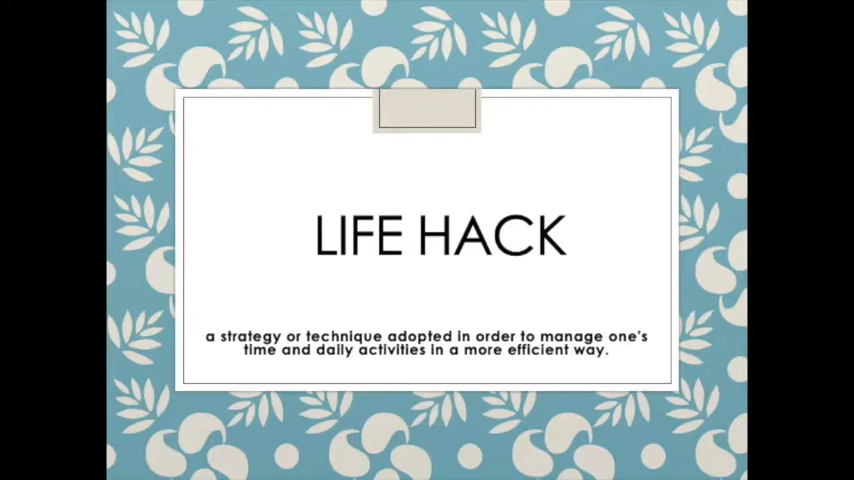 LIFE HACK
a strategy or technique adopted in order to manage one's
time and daily activities in a more efficient way.